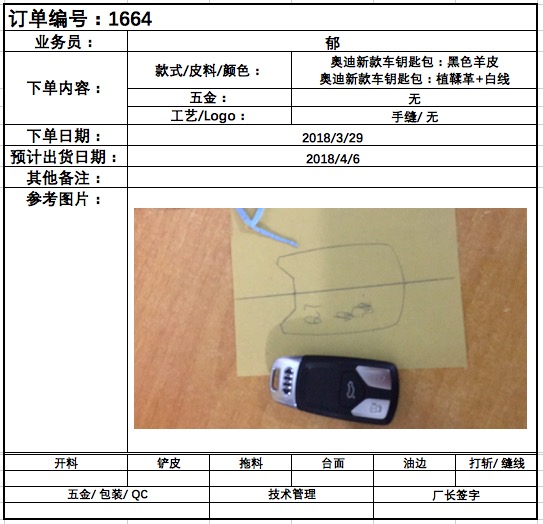 订单编号：1664
业务员：
郁
下单内容：
款式/皮料/颜色：
奥迪新款车钥匙包：黑色羊皮
奥迪新款车钥匙包：植鞣革+白线
五金：
无
工艺/Logo：
手缝/ 无
下单日期：
2018/3/29
预计出货日期：
2018/4/6
其他备注：
参考图片：
开料
铲皮
拖料
台面
油边
打斩/ 缝线
五金/ 包装/ QC
技术管理
厂长签字